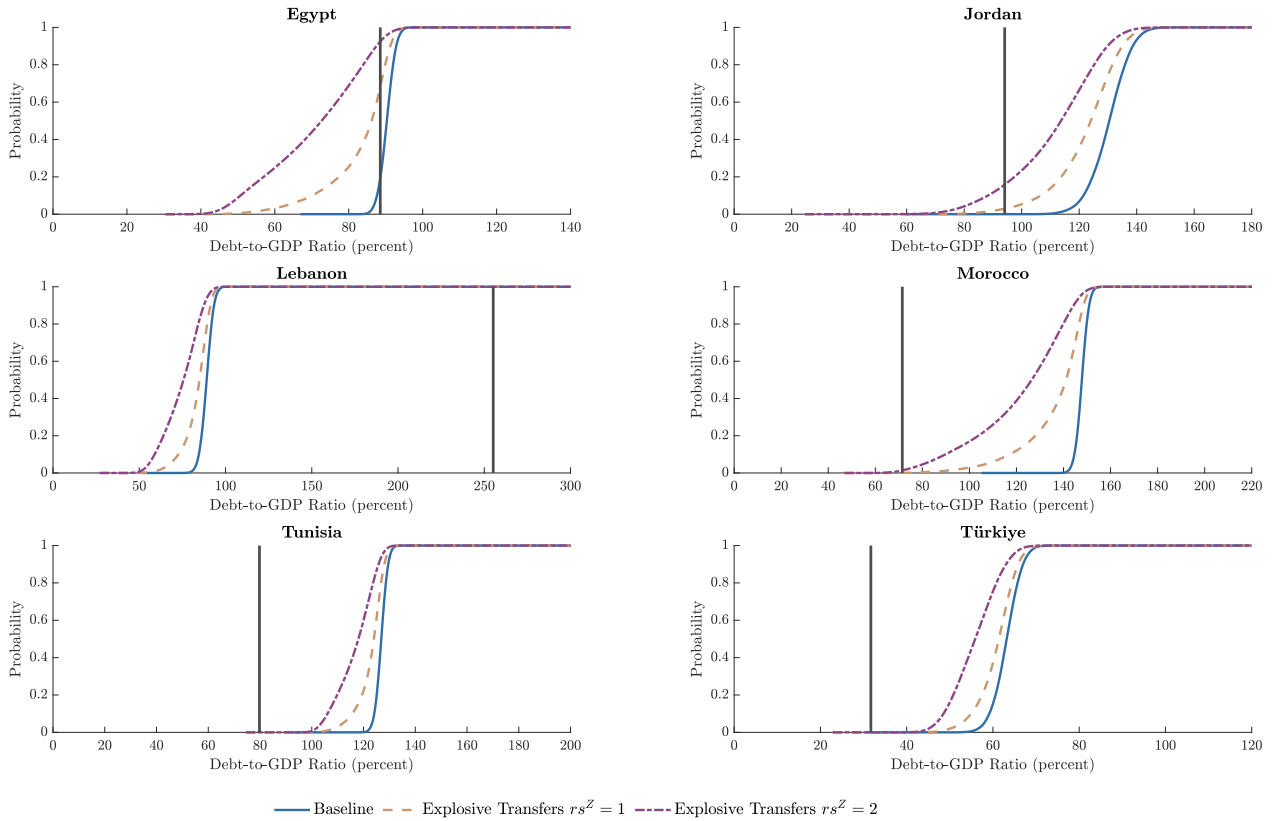 Egypt
Probability
1
0.8
0.6
0.4
0.2
0
0 20 40 60 80 100 120 140
Debt-to-GDP Ratio (percent)
Jordan
Probability
1
0.8
0.6
0.4
0.2
0
0 20 40 60 80 100 120 140 160 180
Debt-to-GDP Ratio (percent)
Lebanon
Probability
1
0.8
0.6
0.4
0.2
0
0 50 100 150 200 250 300
Debt-to-GDP Ratio (percent)
Morocco
Probability
1
0.8
0.6
0.4
0.2
0
0 20 40 60 80 100 120 140 160 180 200 220
Debt-to-GDP Ratio (percent)
Tunisia
Probability
1
0.8
0.6
0.4
0.2
0
0 20 40 60 80 100 120 140 160 180 200
Debt-to-GDP Ratio (percent)
Türkiye
Probability
1
0.8
0.6
0.4
0.2
0
0 20 40 60 80 100 120
Debt-to-GDP Ratio (percent)
Baseline Explosive Transfers rs^Z = 1 Explosive Transfers rs^Z = 2